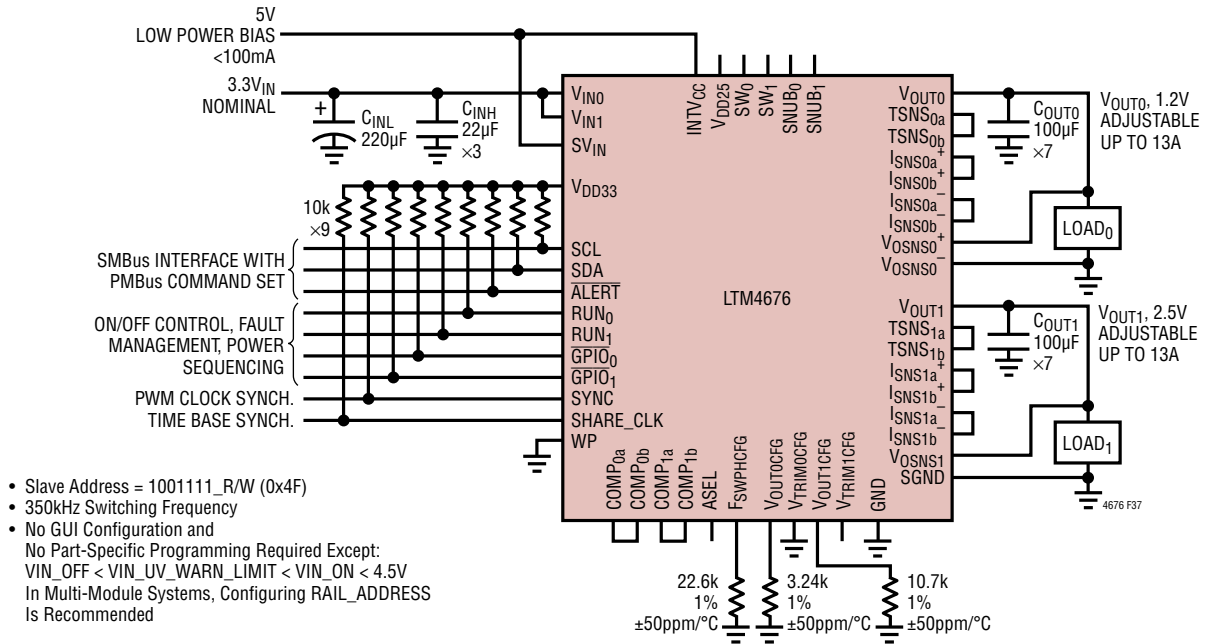 5V
LOW POWER BIAS
<100mA
3.3VIN
NOMINAL
+
CINL
220µF
CINH
22µF
×3
10k
×9
SMBus INTERFACE WITH
PMBus COMMAND SET
ON/OFF CONTROL, FAULT
MANAGEMENT, POWER
SEQUENCING
PWM CLOCK SYNCH.
TIME BASE SYNCH.
VIN0
VIN1
SVIN
VDD33
SCL
SDA
ALERT
RUN0
RUN1
GPIO0
GPIO1
SYNC
SHARE_CLK
WP
INTVCC
VDD25
SW0
SW1
SNUB0
SNUB1
LTM4676
COMP0a
COMP0b
COMP1a
COMP1b
ASEL
FSWPHCFG
VOUT0CFG
VTRIM0CFG
VOUT1CFG
VTRIM1CFG
GND
VOUT0
TSNS0a
TSNS0b
ISNS0a+
ISNS0b+
ISNS0a–
ISNS0b–
VOSNS0+
VOSNS0–
VOUT1
TSNS1a
TSNS1b
ISNS1a+
ISNS1b+
ISNS1a–
ISNS1b–
VOSNS1
SGND
COUT0
100µF
×7
VOUT0, 1.2V
ADJUSTABLE
UP TO 13A
LOAD0
COUT1
100µF
×7
VOUT1, 2.5V
ADJUSTABLE
UP TO 13A
LOAD1
4676 F37
22.6k
1%
±50ppm/°C
3.24k
1%
±50ppm/°C
10.7k
1%
±50ppm/°C
• Slave Address = 1001111_R/W (0x4F)
• 350kHz Switching Frequency
• No GUI Configuration and
No Part-Specific Programming Required Except:
VIN_OFF < VIN_UV_WARN_LIMIT < VIN_ON < 4.5V
In Multi-Module Systems, Configuring RAIL_ADDRESS
Is Recommended